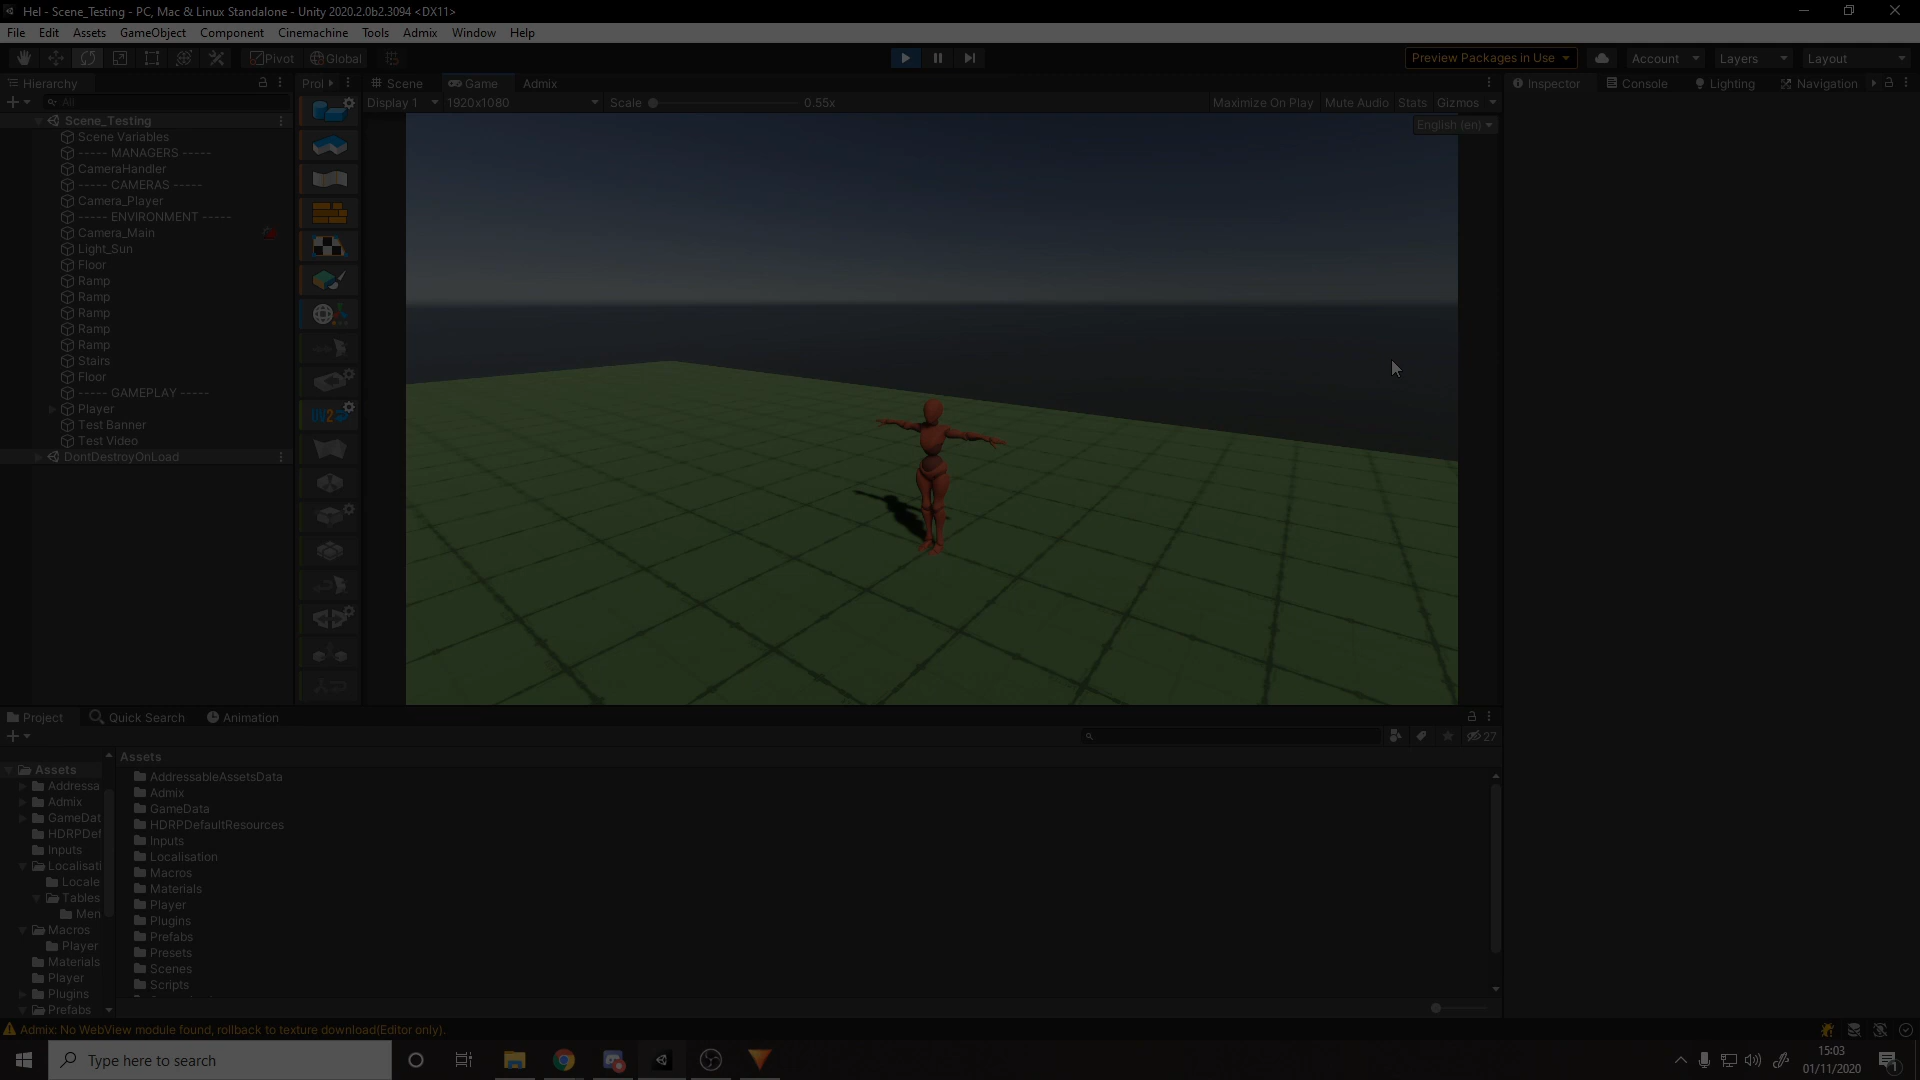 Hel - Scene_Testing - PC, Mac & Linux Standalone - Unity 2020.2.0b2.3094 <DX11>
File Edit Assets GameObject Component Cinemachine Tools Admix Window Help
Pivot Global Preview Packages in Use Account Layers Layout
Hierarchy Prol Scene Game Admix Inspector Console Lighting Navigation
All Display 1 1920x1080 Scale 0.55x Maximize On Play Mute Audio Stats Gizmos
English (en)
Scene_Testing
Scene Variables
----- MANAGERS -----
CameraHandler
----- CAMERAS -----
Camera_Player
----- ENVIRONMENT -----
Camera_Main
Light_Sun
Floor
Ramp
Ramp
Ramp
Ramp
Ramp
Stairs
Floor
----- GAMEPLAY -----
Player
Test Banner
Test Video
DontDestroyOnLoad
UV2
Project Quick Search Animation
27
Assets
Addressa
Admix
GameDat
HDRPDef
Inputs
Localisati
Locale
Tables
Men
Macros
Player
Materials
Player
Plugins
Prefabs
Assets
AddressableAssetsData
Admix
GameData
HDRPDefaultResources
Inputs
Localisation
Macros
Materials
Player
Plugins
Prefabs
Presets
Scenes
Scripts
Admix: No WebView module found, rollback to texture download(Editor only).
Type here to search
15:03
01/11/2020
1